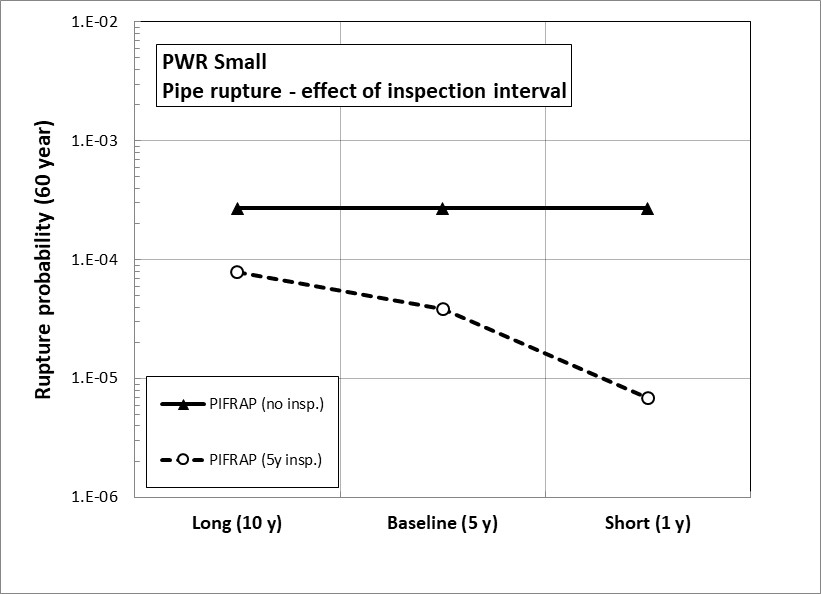 1.E-02
PWR Small
Pipe rupture - effect of inspection interval
1.E-03
1.E-04
1.E-05
1.E-06
Rupture probability (60 year)
PIFRAP (no insp.)
PIFRAP (5y insp.)
Long (10 y)
Baseline (5 y)
Short (1 y)